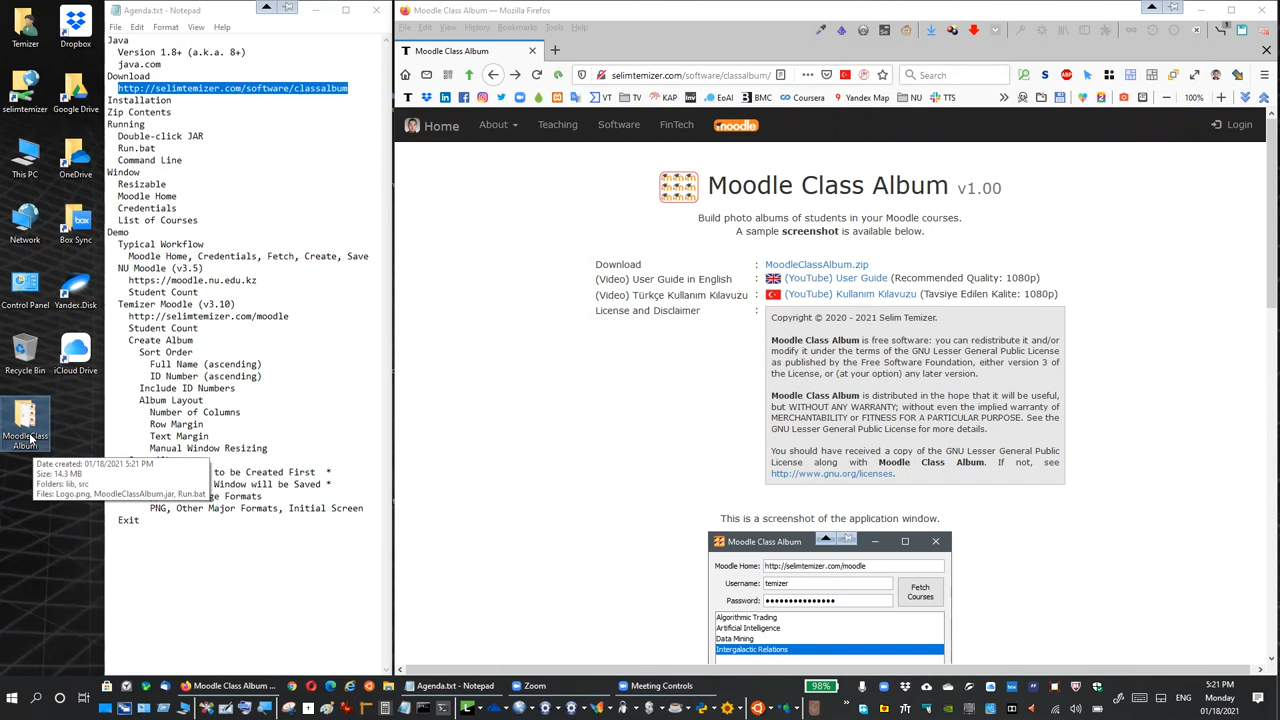 Agenda.txt - Notepad
File Edit Format View Help
Java
Version 1.8+ (a.k.a. 8+)
java.com
Download
http://selimtemizer.com/software/classalbum
Installation
Zip Contents
Running
Double-click JAR
Run.bat
Command Line
Window
Resizable
Moodle Home
Credentials
List of Courses
Demo
Typical Workflow
Moodle Home, Credentials, Fetch, Create, Save
NU Moodle (v3.5)
https://moodle.nu.edu.kz
Student Count
Temizer Moodle (v3.10)
http://selimtemizer.com/moodle
Student Count
Create Album
Sort Order
Full Name (ascending)
ID Number (ascending)
Include ID Numbers
Album Layout
Number of Columns
Row Margin
Text Margin
Manual Window Resizing
to be Created First *
Window will be Saved *
ge Formats
PNG, Other Major Formats, Initial Screen
Exit
Temizer
Dropbox
selimtemizer
Google Drive
This PC
OneDrive
Network
Box Sync
Control Panel
Yandex.Disk
Recycle Bin
iCloud Drive
MoodleClass
Album
Date created: 01/18/2021 5:21 PM
Size: 14.3 MB
Folders: lib, src
Files: Logo.png, MoodleClassAlbum.jar, Run.bat
Moodle Class Album — Mozilla Firefox
File Edit View History Bookmarks Tools Help
Moodle Class Album
selimtemizer.com/software/classalbum/
Search
VT TV KAP EoAI BMC Coursera Yandex Map NU TTS
100%
Home About Teaching Software FinTech moodle Login
Moodle Class Album v1.00
Build photo albums of students in your Moodle courses.
A sample screenshot is available below.
Download : MoodleClassAlbum.zip
(Video) User Guide in English : (YouTube) User Guide (Recommended Quality: 1080p)
(Video) Türkçe Kullanım Kılavuzu : (YouTube) Kullanım Kılavuzu (Tavsiye Edilen Kalite: 1080p)
License and Disclaimer :
Copyright © 2020 - 2021 Selim Temizer.
Moodle Class Album is free software: you can redistribute it and/or
modify it under the terms of the GNU Lesser General Public License
as published by the Free Software Foundation, either version 3 of
the License, or (at your option) any later version.
Moodle Class Album is distributed in the hope that it will be useful,
but WITHOUT ANY WARRANTY; without even the implied warranty of
MERCHANTABILITY or FITNESS FOR A PARTICULAR PURPOSE. See the
GNU Lesser General Public License for more details.
You should have received a copy of the GNU Lesser General Public
License along with Moodle Class Album. If not, see
http://www.gnu.org/licenses.
This is a screenshot of the application window.
Moodle Class Album
Moodle Home: http://selimtemizer.com/moodle
Username: temizer
Password:
Fetch
Courses
Algorithmic Trading
Artificial Intelligence
Data Mining
Intergalactic Relations
Moodle Class Album ...
Agenda.txt - Notepad
Zoom
Meeting Controls
98%
ENG
5:21 PM
Monday
01/18/2021